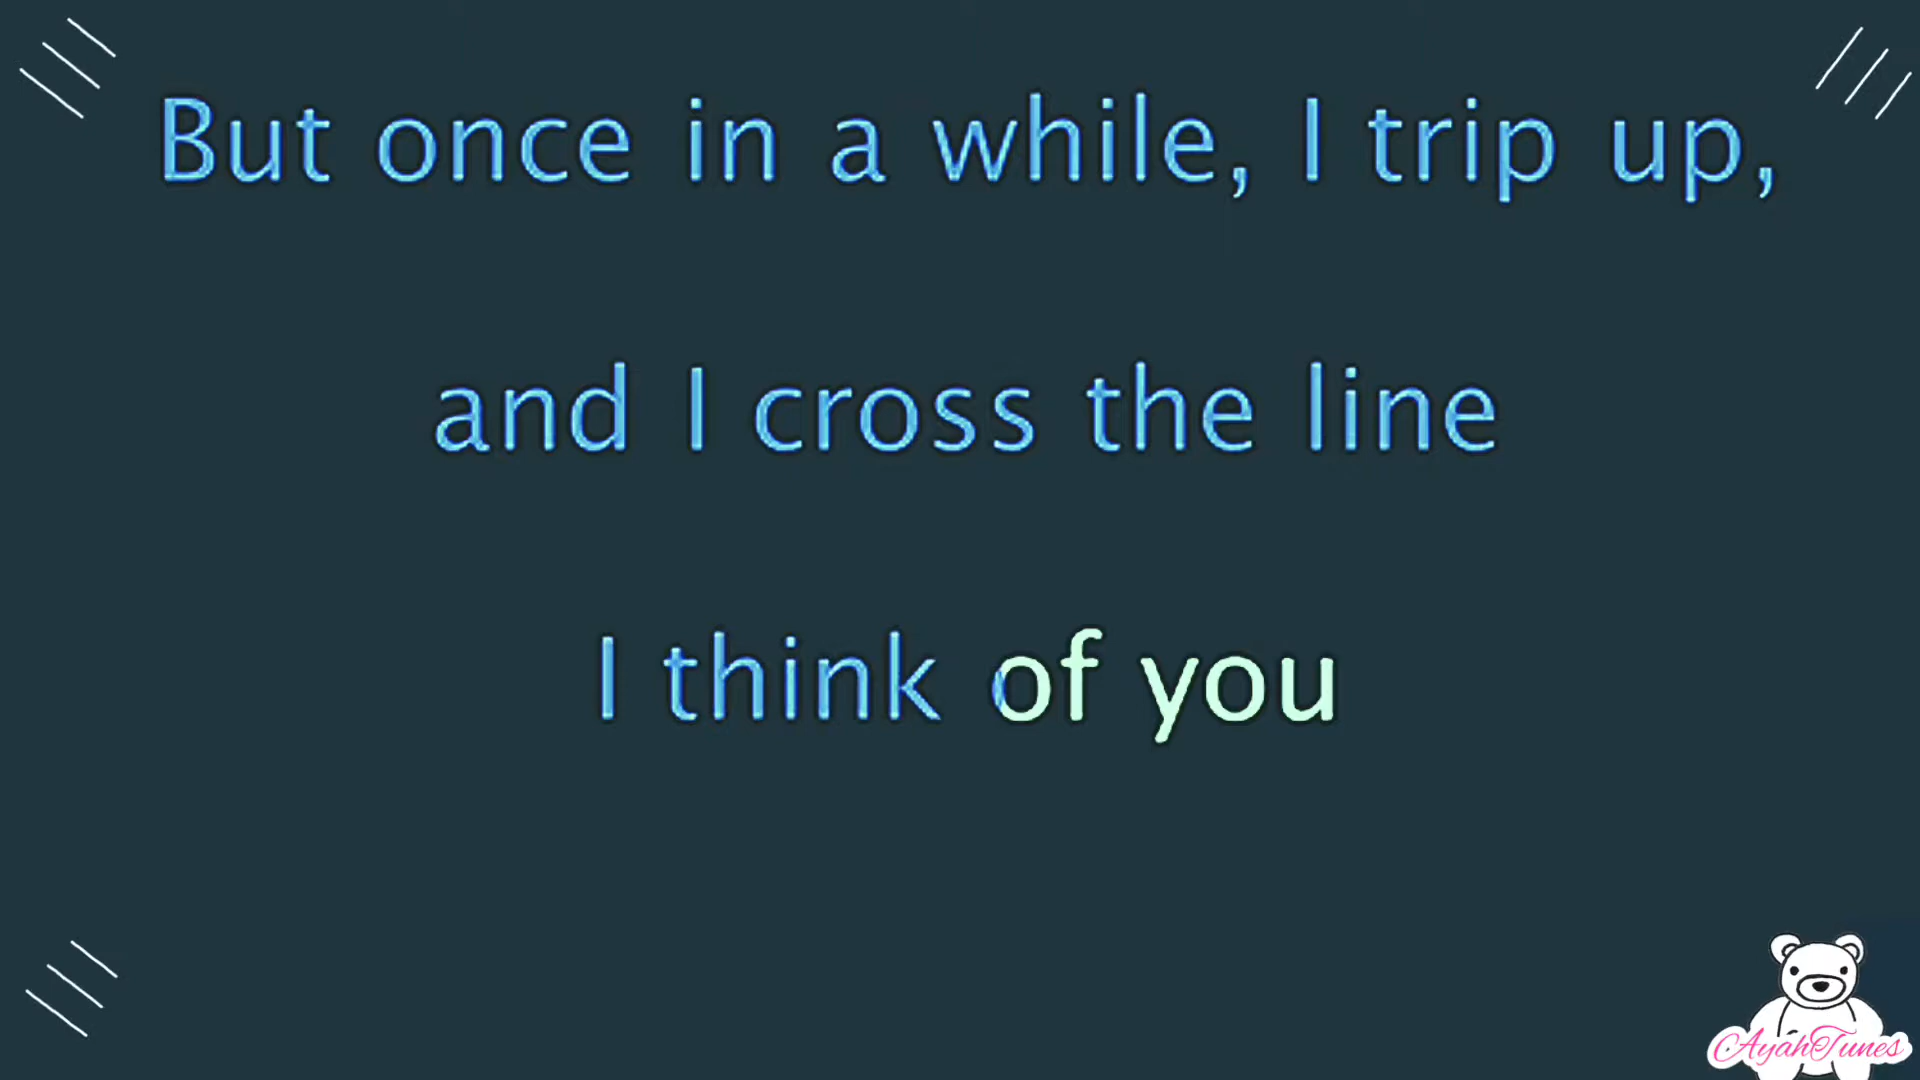 But once in a while, I trip up,
and I cross the line
I think of you
AyahTunes